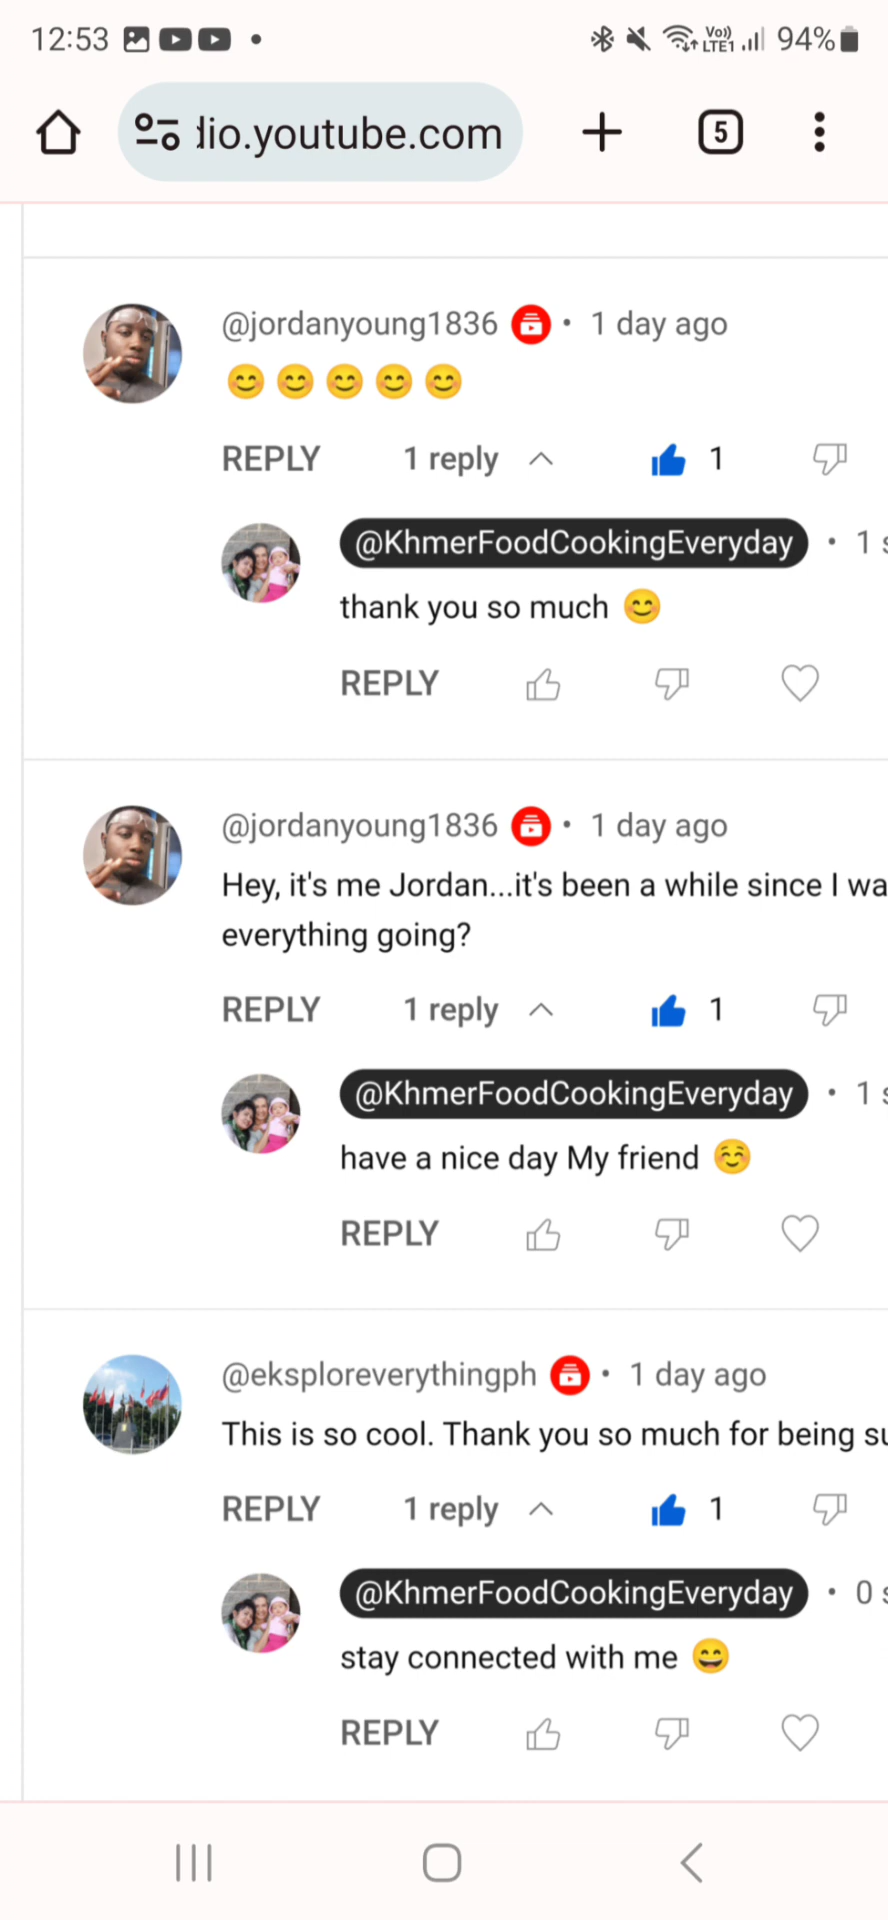 12:53 Vo)) LTE1 94%
dio.youtube.com 5
@jordanyoung1836 • 1 day ago
😊😊😊😊😊
REPLY 1 reply 1
@KhmerFoodCookingEveryday • 1
thank you so much 😊
REPLY
@jordanyoung1836 • 1 day ago
Hey, it's me Jordan...it's been a while since I wa
everything going?
REPLY 1 reply 1
@KhmerFoodCookingEveryday • 1
have a nice day My friend ☺️
REPLY
@eksploreverythingph • 1 day ago
This is so cool. Thank you so much for being su
REPLY 1 reply 1
@KhmerFoodCookingEveryday • 0
stay connected with me 😄
REPLY